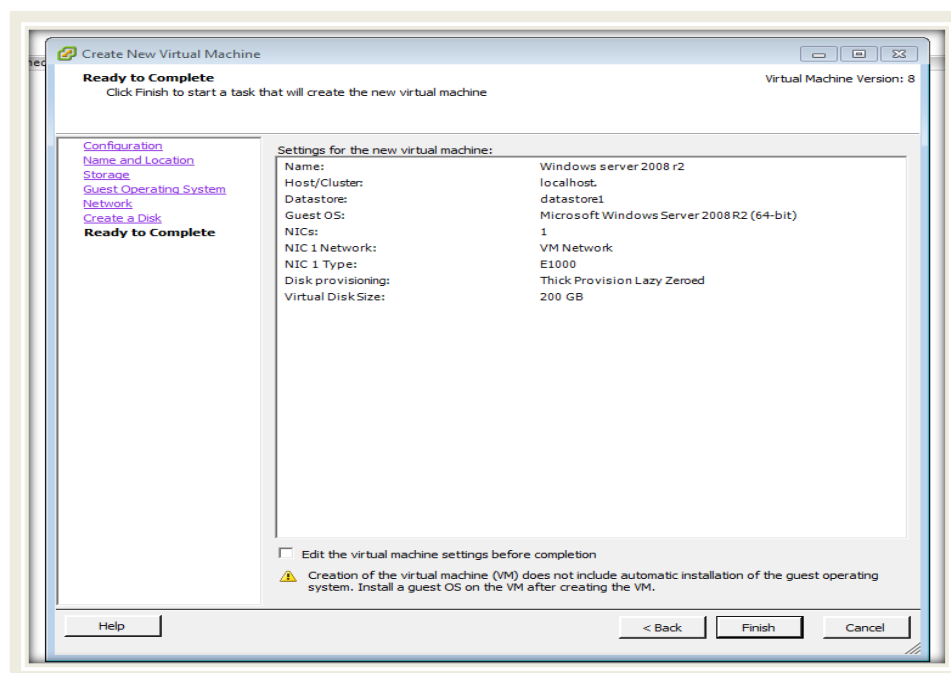 Create New Virtual Machine
Ready to Complete
Click Finish to start a task that will create the new virtual machine
Virtual Machine Version: 8
Configuration
Name and Location
Storage
Guest Operating System
Network
Create a Disk
Ready to Complete
Settings for the new virtual machine:
Name: Windows server 2008 r2
Host/Cluster: localhost.
Datastore: datastore1
Guest OS: Microsoft Windows Server 2008 R2 (64-bit)
NICs: 1
NIC 1 Network: VM Network
NIC 1 Type: E1000
Disk provisioning: Thick Provision Lazy Zeroed
Virtual Disk Size: 200 GB
Edit the virtual machine settings before completion
Creation of the virtual machine (VM) does not include automatic installation of the guest operating
system. Install a guest OS on the VM after creating the VM.
Help
< Back
Finish
Cancel